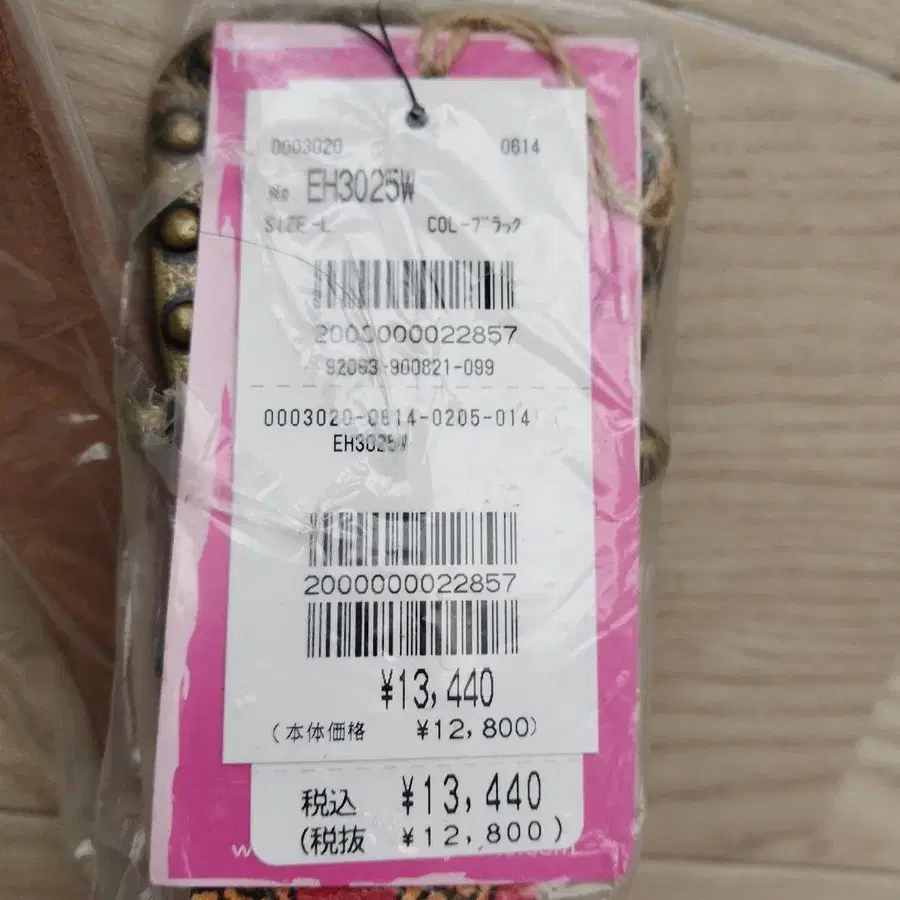 0003020 0614
No. EH3025W
SIZE-L COL-ブラック
2000000022857
92063-900821-099
0003020-0614-0205-014
EH3025W
2000000022857
¥13,440
(本体価格 ¥12,800)
税込 ¥13,440
(税抜 ¥12,800)